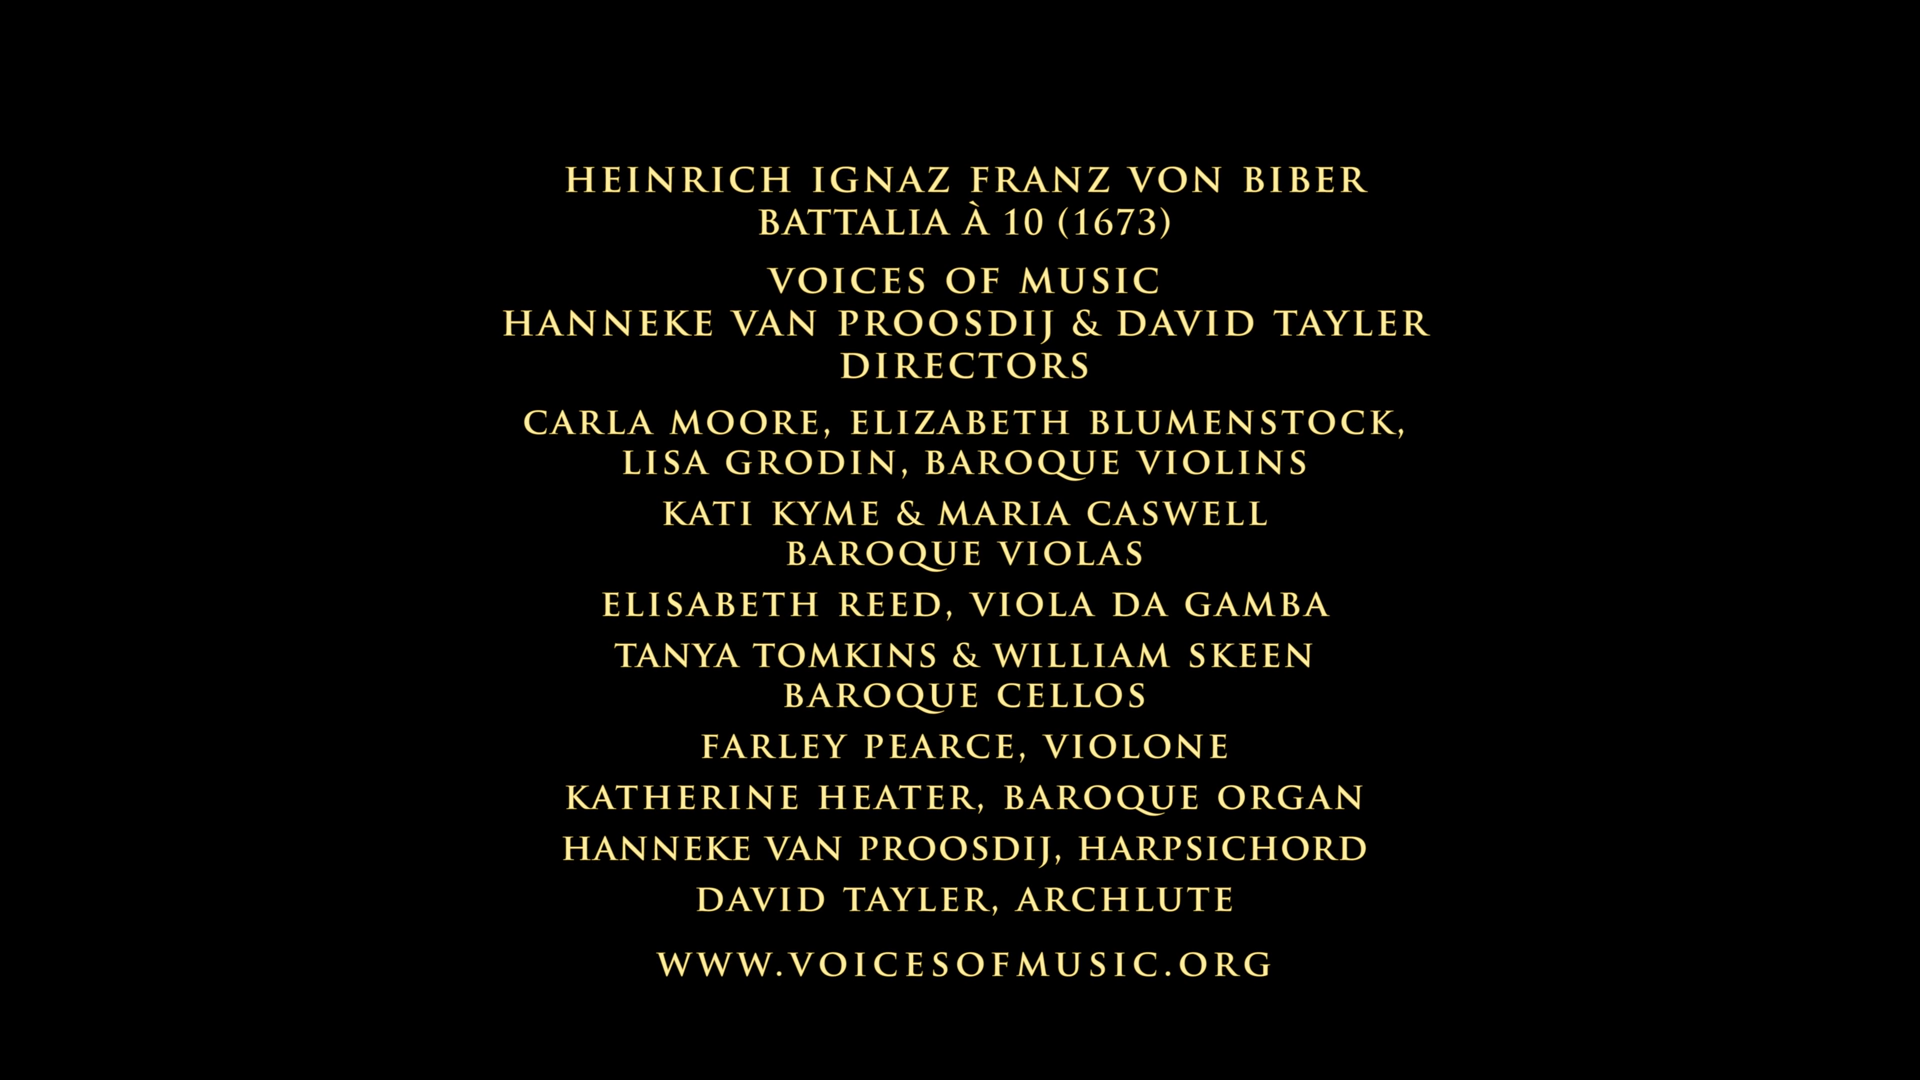 HEINRICH IGNAZ FRANZ VON BIBER
BATTALIA À 10 (1673)
VOICES OF MUSIC
HANNEKE VAN PROOSDIJ & DAVID TAYLER
DIRECTORS
CARLA MOORE, ELIZABETH BLUMENSTOCK,
LISA GRODIN, BAROQUE VIOLINS
KATI KYME & MARIA CASWELL
BAROQUE VIOLAS
ELISABETH REED, VIOLA DA GAMBA
TANYA TOMKINS & WILLIAM SKEEN
BAROQUE CELLOS
FARLEY PEARCE, VIOLONE
KATHERINE HEATER, BAROQUE ORGAN
HANNEKE VAN PROOSDIJ, HARPSICHORD
DAVID TAYLER, ARCHLUTE
WWW.VOICESOFMUSIC.ORG